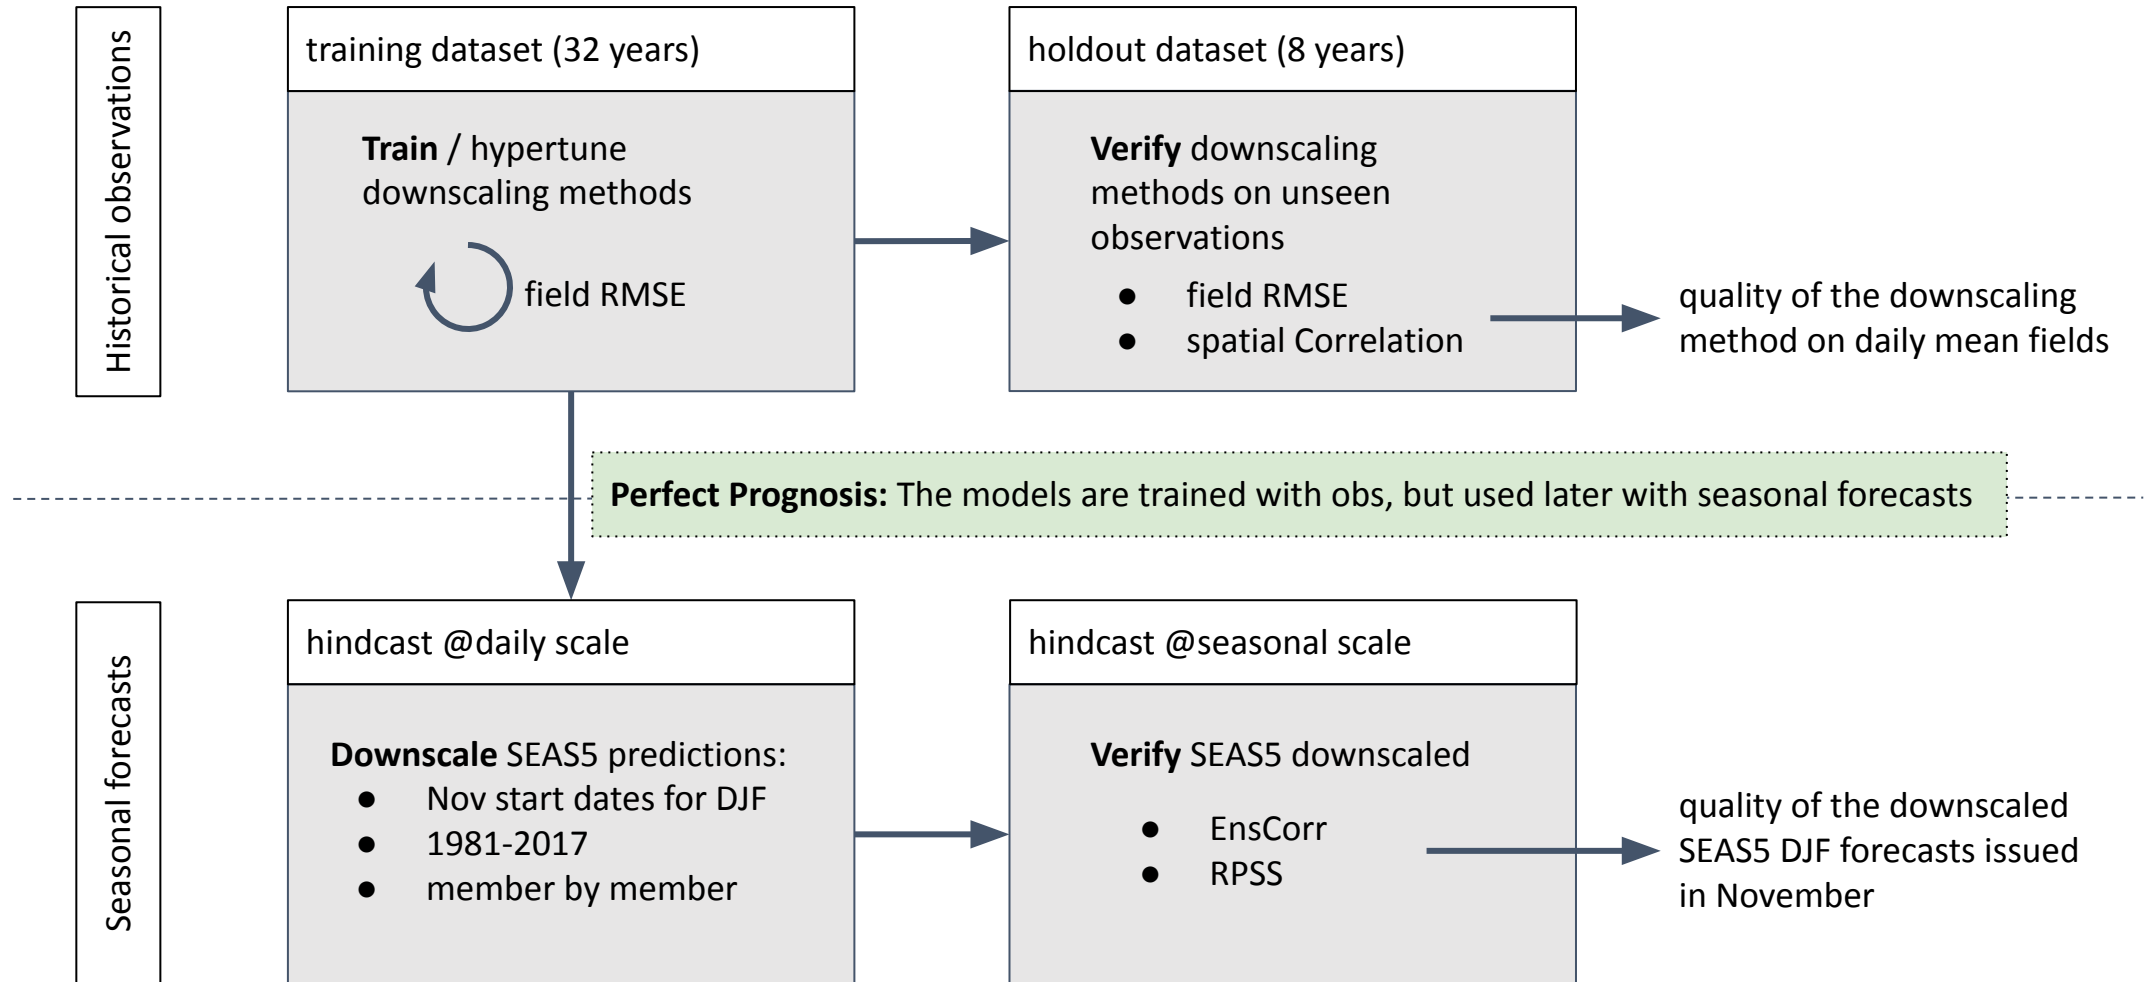 Historical observations
training dataset (32 years)
Train / hypertune
downscaling methods
field RMSE
holdout dataset (8 years)
Verify downscaling
methods on unseen
observations
● field RMSE
● spatial Correlation
quality of the downscaling
method on daily mean fields
Perfect Prognosis: The models are trained with obs, but used later with seasonal forecasts
Seasonal forecasts
hindcast @daily scale
Downscale SEAS5 predictions:
● Nov start dates for DJF
● 1981-2017
● member by member
hindcast @seasonal scale
Verify SEAS5 downscaled
● EnsCorr
● RPSS
quality of the downscaled
SEAS5 DJF forecasts issued
in November